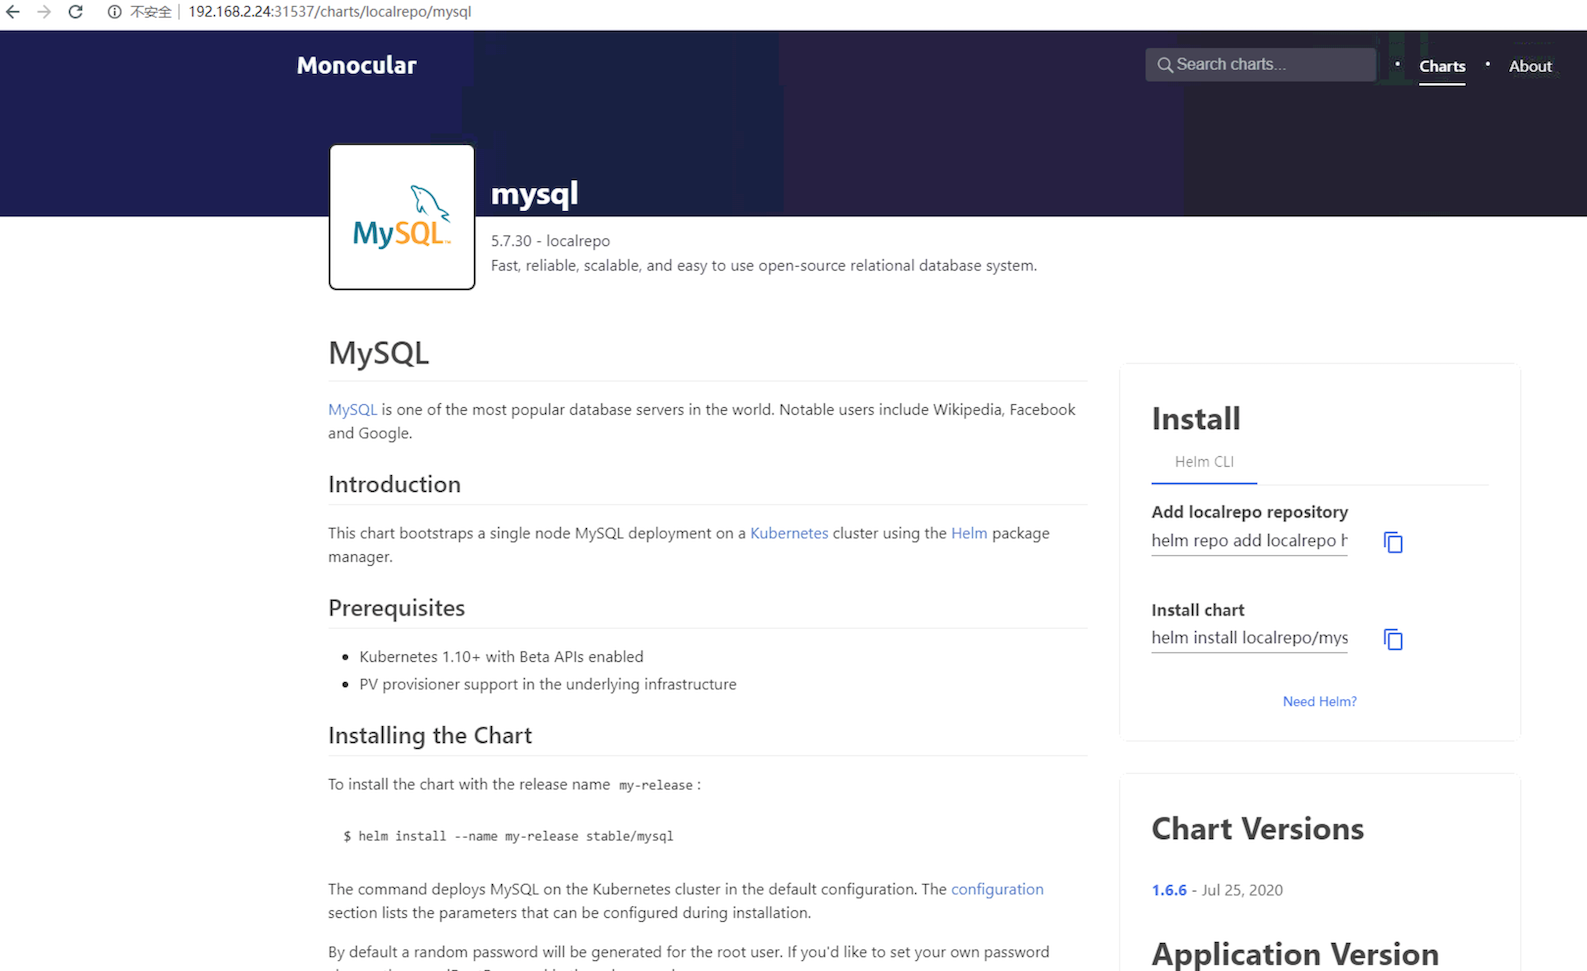 不安全 192.168.2.24:31537/charts/localrepo/mysql
Monocular
Search charts...
Charts
About
MySQL
mysql
5.7.30 - localrepo
Fast, reliable, scalable, and easy to use open-source relational database system.
MySQL
MySQL is one of the most popular database servers in the world. Notable users include Wikipedia, Facebook
and Google.
Introduction
This chart bootstraps a single node MySQL deployment on a Kubernetes cluster using the Helm package
manager.
Prerequisites
• Kubernetes 1.10+ with Beta APIs enabled
• PV provisioner support in the underlying infrastructure
Installing the Chart
To install the chart with the release name my-release :
$ helm install --name my-release stable/mysql
The command deploys MySQL on the Kubernetes cluster in the default configuration. The configuration
section lists the parameters that can be configured during installation.
By default a random password will be generated for the root user. If you'd like to set your own password
Install
Helm CLI
Add localrepo repository
helm repo add localrepo h
Install chart
helm install localrepo/mys
Need Helm?
Chart Versions
1.6.6 - Jul 25, 2020
Application Version